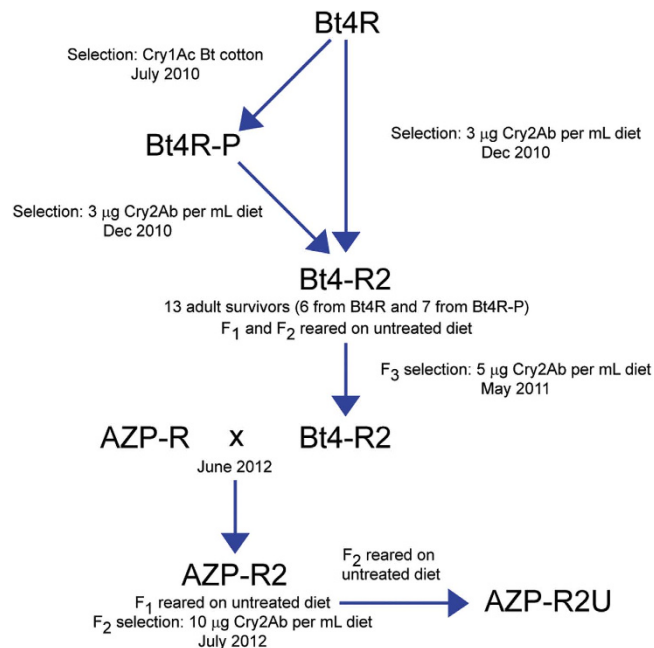 Bt4R
Selection: Cry1Ac Bt cotton
July 2010
Bt4R-P
Selection: 3 μg Cry2Ab per mL diet
Dec 2010
Selection: 3 μg Cry2Ab per mL diet
Dec 2010
Bt4-R2
13 adult survivors (6 from Bt4R and 7 from Bt4R-P)
F1 and F2 reared on untreated diet
F3 selection: 5 μg Cry2Ab per mL diet
May 2011
AZP-R x Bt4-R2
June 2012
AZP-R2
F1 reared on untreated diet
F2 selection: 10 μg Cry2Ab per mL diet
July 2012
F2 reared on
untreated diet
AZP-R2U